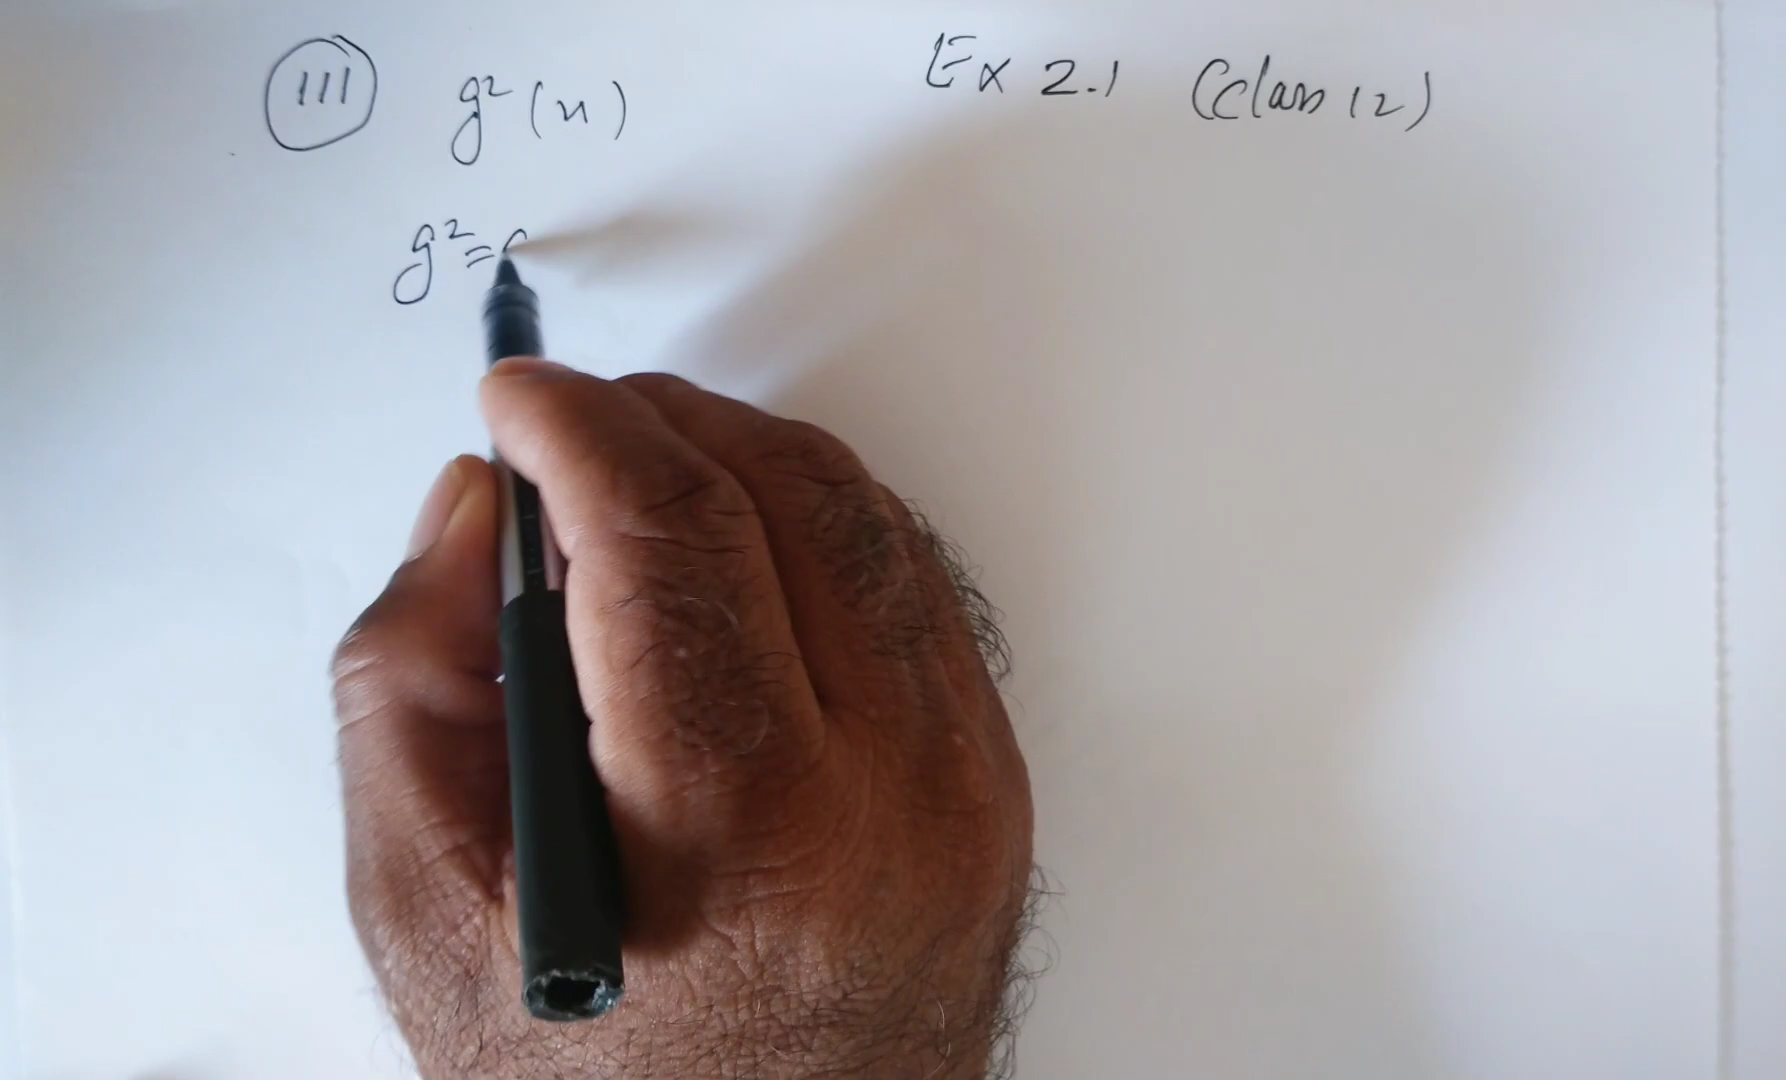 III g²(x) Ex 2.1 (Class 12)
g² =